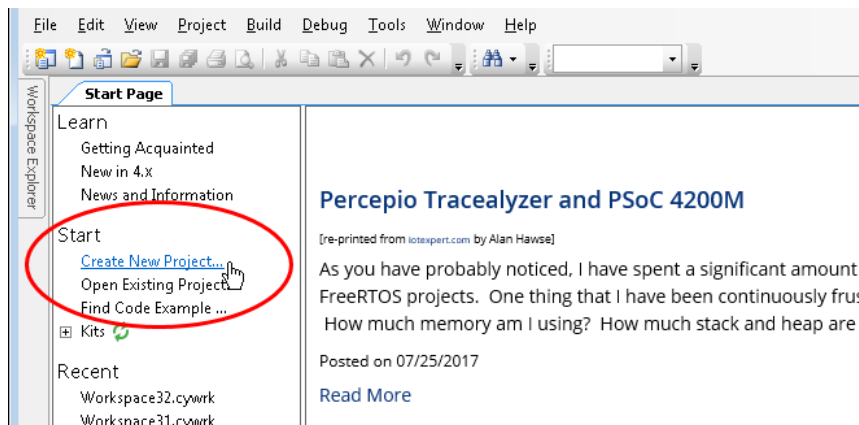 File Edit View Project Build Debug Tools Window Help
Workspace Explorer
Start Page
Learn
Getting Acquainted
New in 4.x
News and Information
Start
Create New Project...
Open Existing Project
Find Code Example ...
Kits
Recent
Workspace32.cywrk
Workspace31.cywrk
Percepio Tracealyzer and PSoC 4200M
[re-printed from iotexpert.com by Alan Hawse]
As you have probably noticed, I have spent a significant amount
FreeRTOS projects. One thing that I have been continuously
How much memory am I using? How much stack and heap are
Posted on 07/25/2017
Read More